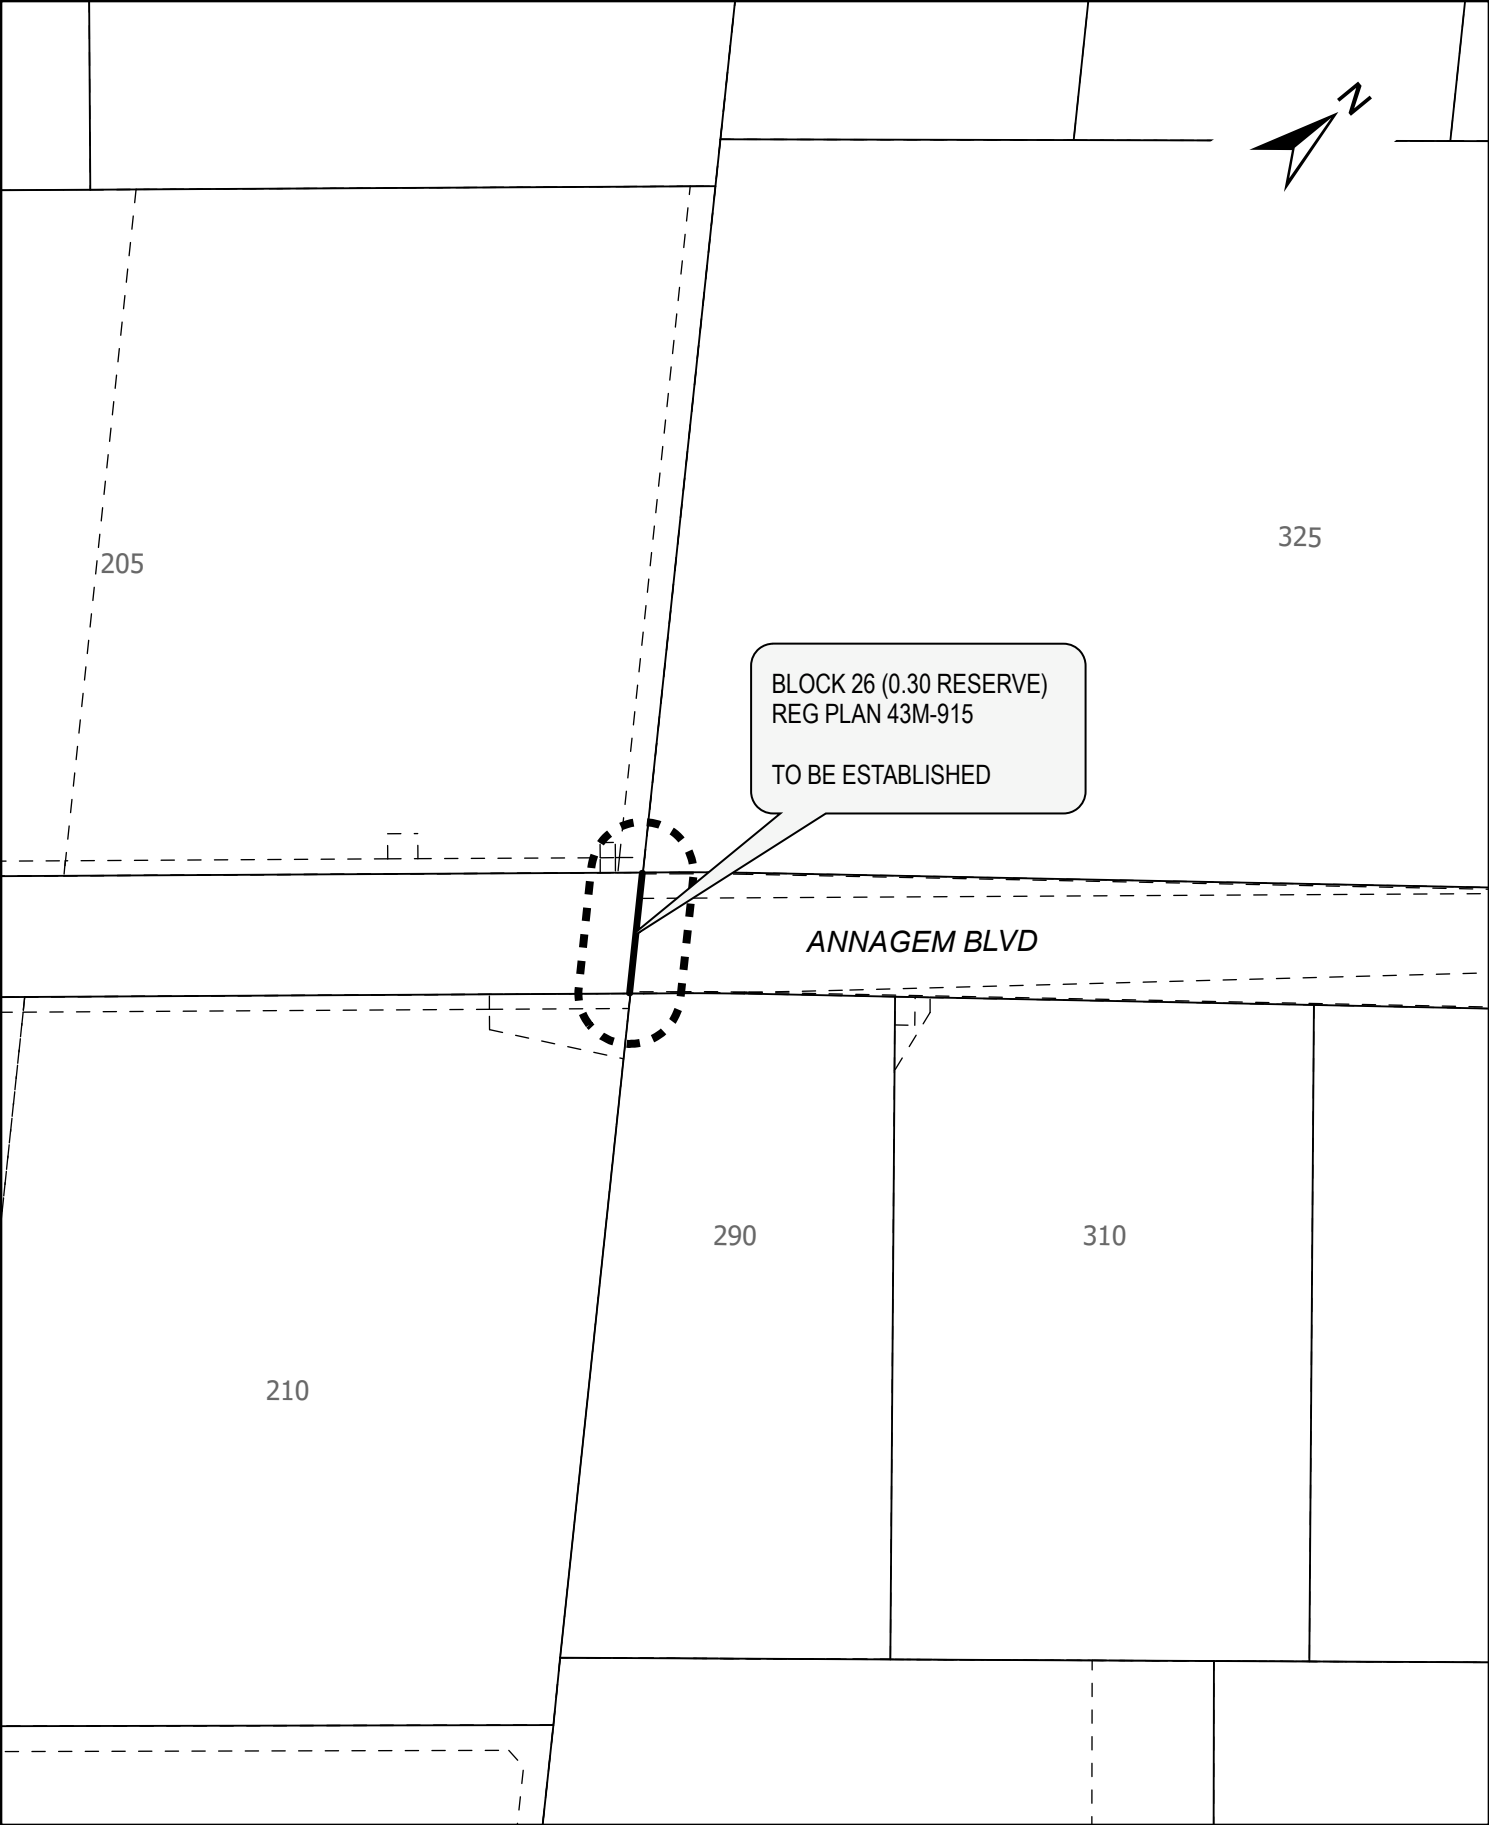 N
325
205
BLOCK 26 (0.30 RESERVE)
REG PLAN 43M-915
TO BE ESTABLISHED
ANNAGEM BLVD
290
310
210